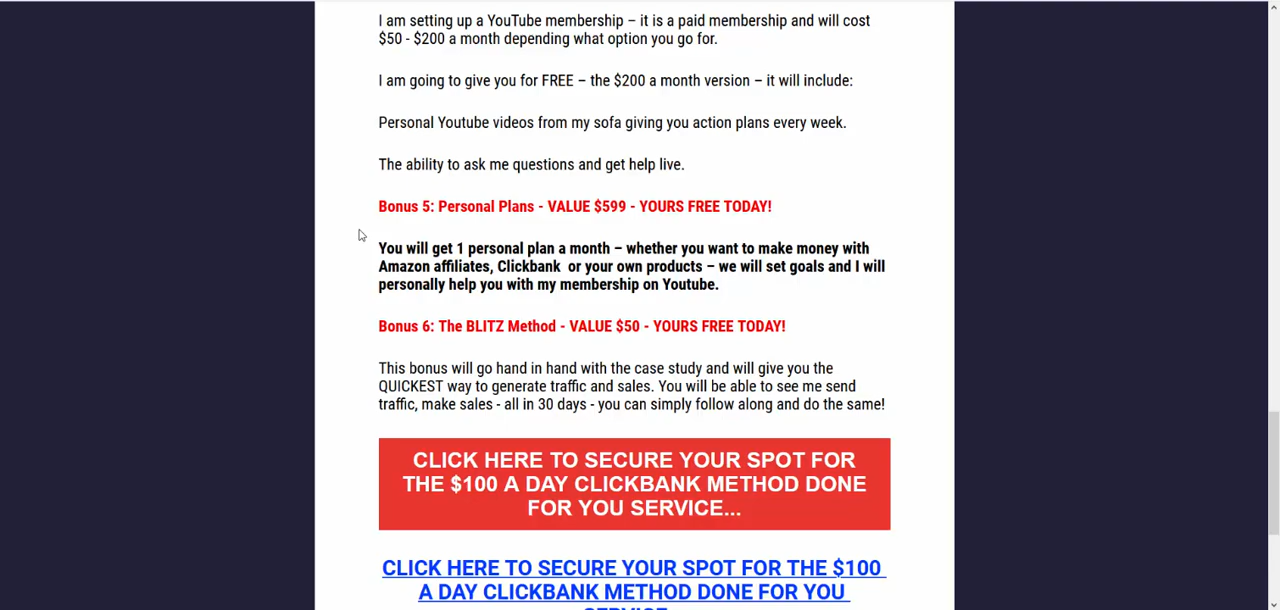 I am setting up a YouTube membership – it is a paid membership and will cost
$50 - $200 a month depending what option you go for.
I am going to give you for FREE – the $200 a month version – it will include:
Personal Youtube videos from my sofa giving you action plans every week.
The ability to ask me questions and get help live.
Bonus 5: Personal Plans - VALUE $599 - YOURS FREE TODAY!
You will get 1 personal plan a month – whether you want to make money with
Amazon affiliates, Clickbank or your own products – we will set goals and I will
personally help you with my membership on Youtube.
Bonus 6: The BLITZ Method - VALUE $50 - YOURS FREE TODAY!
This bonus will go hand in hand with the case study and will give you the
QUICKEST way to generate traffic and sales. You will be able to see me send
traffic, make sales - all in 30 days - you can simply follow along and do the same!
CLICK HERE TO SECURE YOUR SPOT FOR
THE $100 A DAY CLICKBANK METHOD DONE
FOR YOU SERVICE...
CLICK HERE TO SECURE YOUR SPOT FOR THE $100
A DAY CLICKBANK METHOD DONE FOR YOU